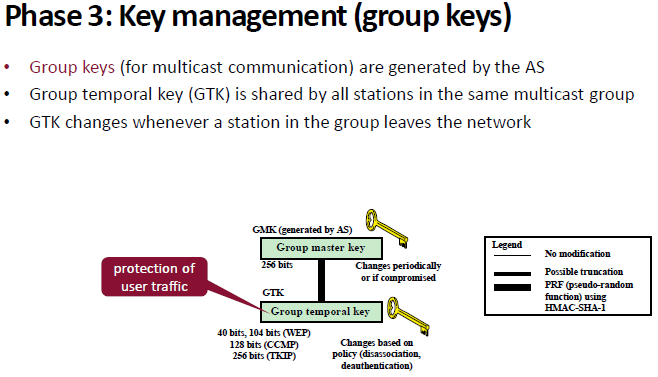 Phase 3: Key management (group keys)
• Group keys (for multicast communication) are generated by the AS
• Group temporal key (GTK) is shared by all stations in the same multicast group
• GTK changes whenever a station in the group leaves the network
GMK (generated by AS)
Group master key
256 bits
Changes periodically
or if compromised
protection of
user traffic
GTK
Group temporal key
40 bits, 104 bits (WEP)
128 bits (CCMP)
256 bits (TKIP)
Changes based on
policy (disassociation,
deauthentication)
Legend
No modification
Possible truncation
PRF (pseudo-random
function) using
HMAC-SHA-1